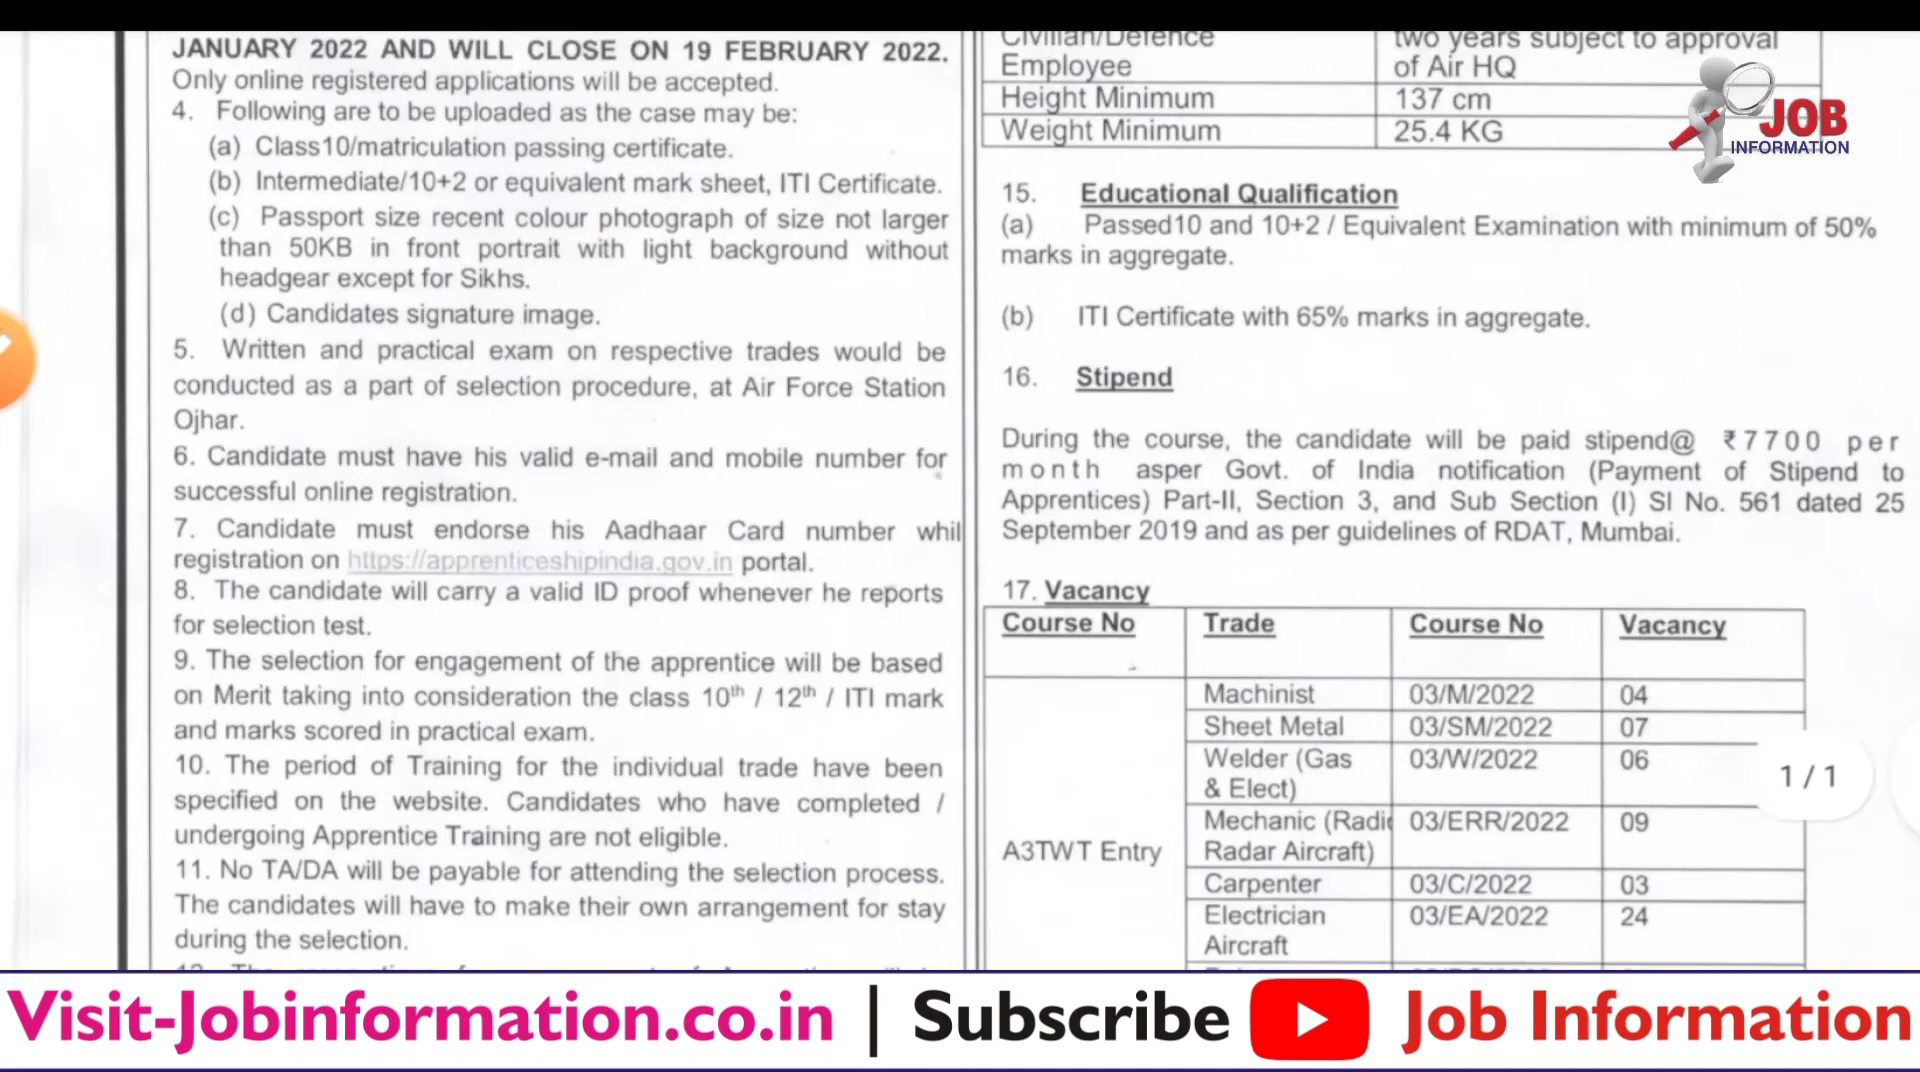 JANUARY 2022 AND WILL CLOSE ON 19 FEBRUARY 2022.
Only online registered applications will be accepted.
4. Following are to be uploaded as the case may be:
(a) Class10/matriculation passing certificate.
(b) Intermediate/10+2 or equivalent mark sheet, ITI Certificate.
(c) Passport size recent colour photograph of size not larger
than 50KB in front portrait with light background without
headgear except for Sikhs.
(d) Candidates signature image.
5. Written and practical exam on respective trades would be
conducted as a part of selection procedure, at Air Force Station
Ojhar.
6. Candidate must have his valid e-mail and mobile number for
successful online registration.
7. Candidate must endorse his Aadhaar Card number whil
registration on https://apprenticeshipindia.gov.in portal.
8. The candidate will carry a valid ID proof whenever he reports
for selection test.
9. The selection for engagement of the apprentice will be based
on Merit taking into consideration the class 10th / 12th / ITI mark
and marks scored in practical exam.
10. The period of Training for the individual trade have been
specified on the website. Candidates who have completed /
undergoing Apprentice Training are not eligible.
11. No TA/DA will be payable for attending the selection process.
The candidates will have to make their own arrangement for stay
during the selection.
Civilian/Defence two years subject to approval
Employee of Air HQ
Height Minimum 137 cm
Weight Minimum 25.4 KG
JOB
INFORMATION
15. Educational Qualification
(a) Passed10 and 10+2 / Equivalent Examination with minimum of 50%
marks in aggregate.
(b) ITI Certificate with 65% marks in aggregate.
16. Stipend
During the course, the candidate will be paid stipend@ ₹7700 per
month asper Govt. of India notification (Payment of Stipend to
Apprentices) Part-II, Section 3, and Sub Section (I) SI No. 561 dated 25
September 2019 and as per guidelines of RDAT, Mumbai.
17. Vacancy
Course No Trade Course No Vacancy
Machinist 03/M/2022 04
Sheet Metal 03/SM/2022 07
Welder (Gas 03/W/2022 06
& Elect)
Mechanic (Radi 03/ERR/2022 09
A3TWT Entry Radar Aircraft)
Carpenter 03/C/2022 03
Electrician 03/EA/2022 24
Aircraft
1 / 1
Visit-Jobinformation.co.in | Subscribe Job Information